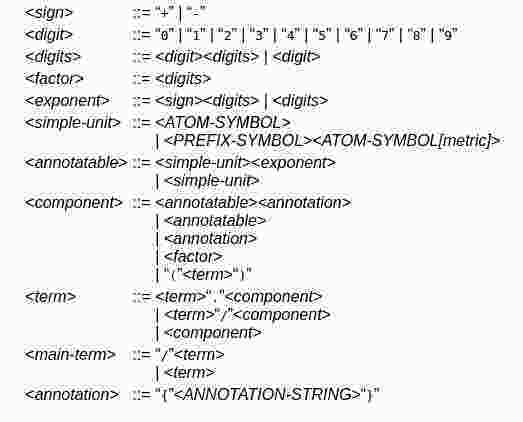 <sign> ::= “+” | “-”
<digit> ::= “0” | “1” | “2” | “3” | “4” | “5” | “6” | “7” | “8” | “9”
<digits> ::= <digit><digits> | <digit>
<factor> ::= <digits>
<exponent> ::= <sign><digits> | <digits>
<simple-unit> ::= <ATOM-SYMBOL>
| <PREFIX-SYMBOL><ATOM-SYMBOL[metric]>
<annotatable> ::= <simple-unit><exponent>
| <simple-unit>
<component> ::= <annotatable><annotation>
| <annotatable>
| <annotation>
| <factor>
| “(”<term>“)”
<term> ::= <term>“.”<component>
| <term>“/”<component>
| <component>
<main-term> ::= “/”<term>
| <term>
<annotation> ::= “{”<ANNOTATION-STRING>“}”